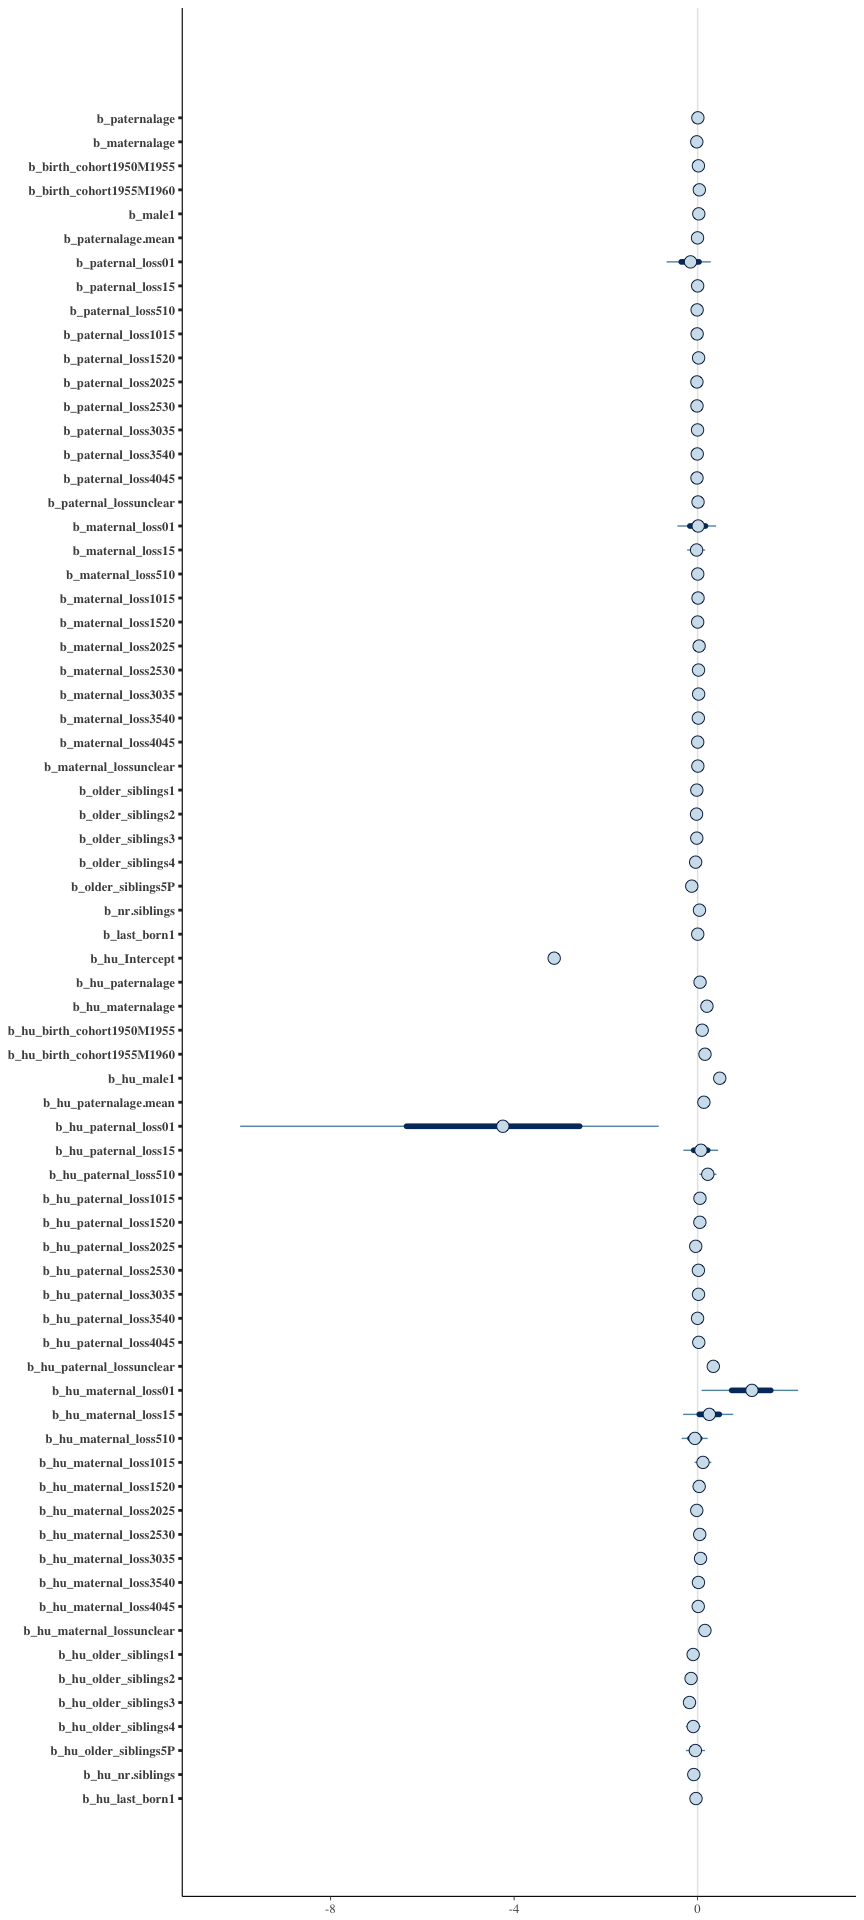 b_paternalage
b_maternalage
b_birth_cohort1950M1955
b_birth_cohort1955M1960
b_male1
b_paternalage.mean
b_paternal_loss01
b_paternal_loss15
b_paternal_loss510
b_paternal_loss1015
b_paternal_loss1520
b_paternal_loss2025
b_paternal_loss2530
b_paternal_loss3035
b_paternal_loss3540
b_paternal_loss4045
b_paternal_lossunclear
b_maternal_loss01
b_maternal_loss15
b_maternal_loss510
b_maternal_loss1015
b_maternal_loss1520
b_maternal_loss2025
b_maternal_loss2530
b_maternal_loss3035
b_maternal_loss3540
b_maternal_loss4045
b_maternal_lossunclear
b_older_siblings1
b_older_siblings2
b_older_siblings3
b_older_siblings4
b_older_siblings5P
b_nr.siblings
b_last_born1
b_hu_Intercept
b_hu_paternalage
b_hu_maternalage
b_hu_birth_cohort1950M1955
b_hu_birth_cohort1955M1960
b_hu_male1
b_hu_paternalage.mean
b_hu_paternal_loss01
b_hu_paternal_loss15
b_hu_paternal_loss510
b_hu_paternal_loss1015
b_hu_paternal_loss1520
b_hu_paternal_loss2025
b_hu_paternal_loss2530
b_hu_paternal_loss3035
b_hu_paternal_loss3540
b_hu_paternal_loss4045
b_hu_paternal_lossunclear
b_hu_maternal_loss01
b_hu_maternal_loss15
b_hu_maternal_loss510
b_hu_maternal_loss1015
b_hu_maternal_loss1520
b_hu_maternal_loss2025
b_hu_maternal_loss2530
b_hu_maternal_loss3035
b_hu_maternal_loss3540
b_hu_maternal_loss4045
b_hu_maternal_lossunclear
b_hu_older_siblings1
b_hu_older_siblings2
b_hu_older_siblings3
b_hu_older_siblings4
b_hu_older_siblings5P
b_hu_nr.siblings
b_hu_last_born1
-8 -4 0